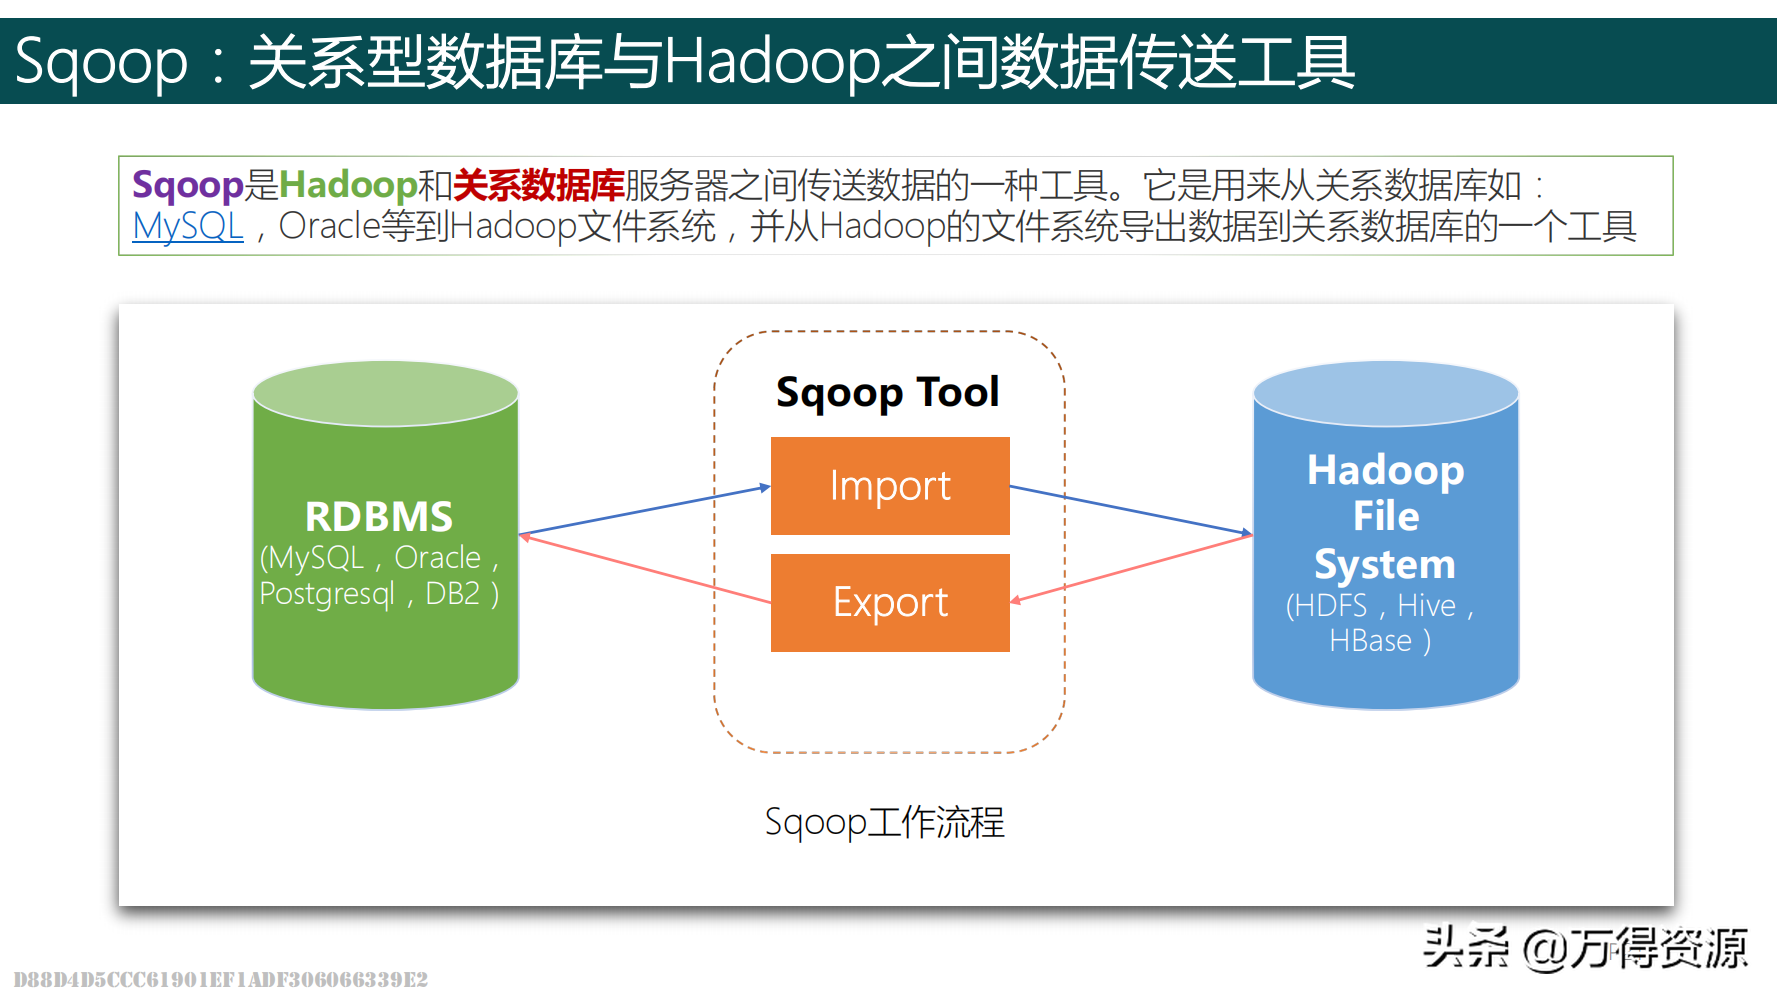 Sqoop：关系型数据库与Hadoop之间数据传送工具
Sqoop是Hadoop和关系数据库服务器之间传送数据的一种工具。它是用来从关系数据库如：
MySQL，Oracle等到Hadoop文件系统，并从Hadoop的文件系统导出数据到关系数据库的一个工具
Sqoop Tool
Import
Export
RDBMS
(MySQL，Oracle，
Postgresql，DB2）
Hadoop
File
System
(HDFS，Hive，
HBase）
Sqoop工作流程
头条 @万得资源
D88D4D5CCC61901EF1ADF306066339E2